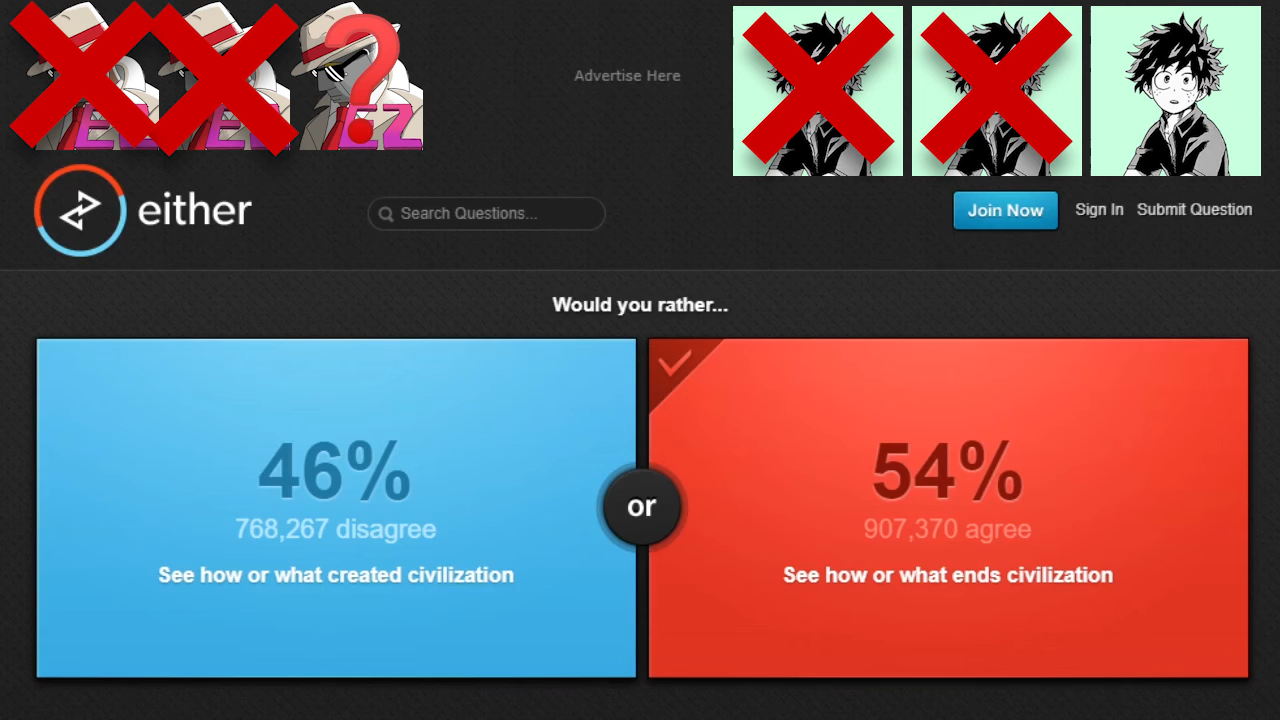 E
E
EZ
?
Advertise Here
either
Search Questions...
Join Now
Sign In
Submit Question
Would you rather...
46%
768,267 disagree
See how or what created civilization
or
54%
907,370 agree
See how or what ends civilization